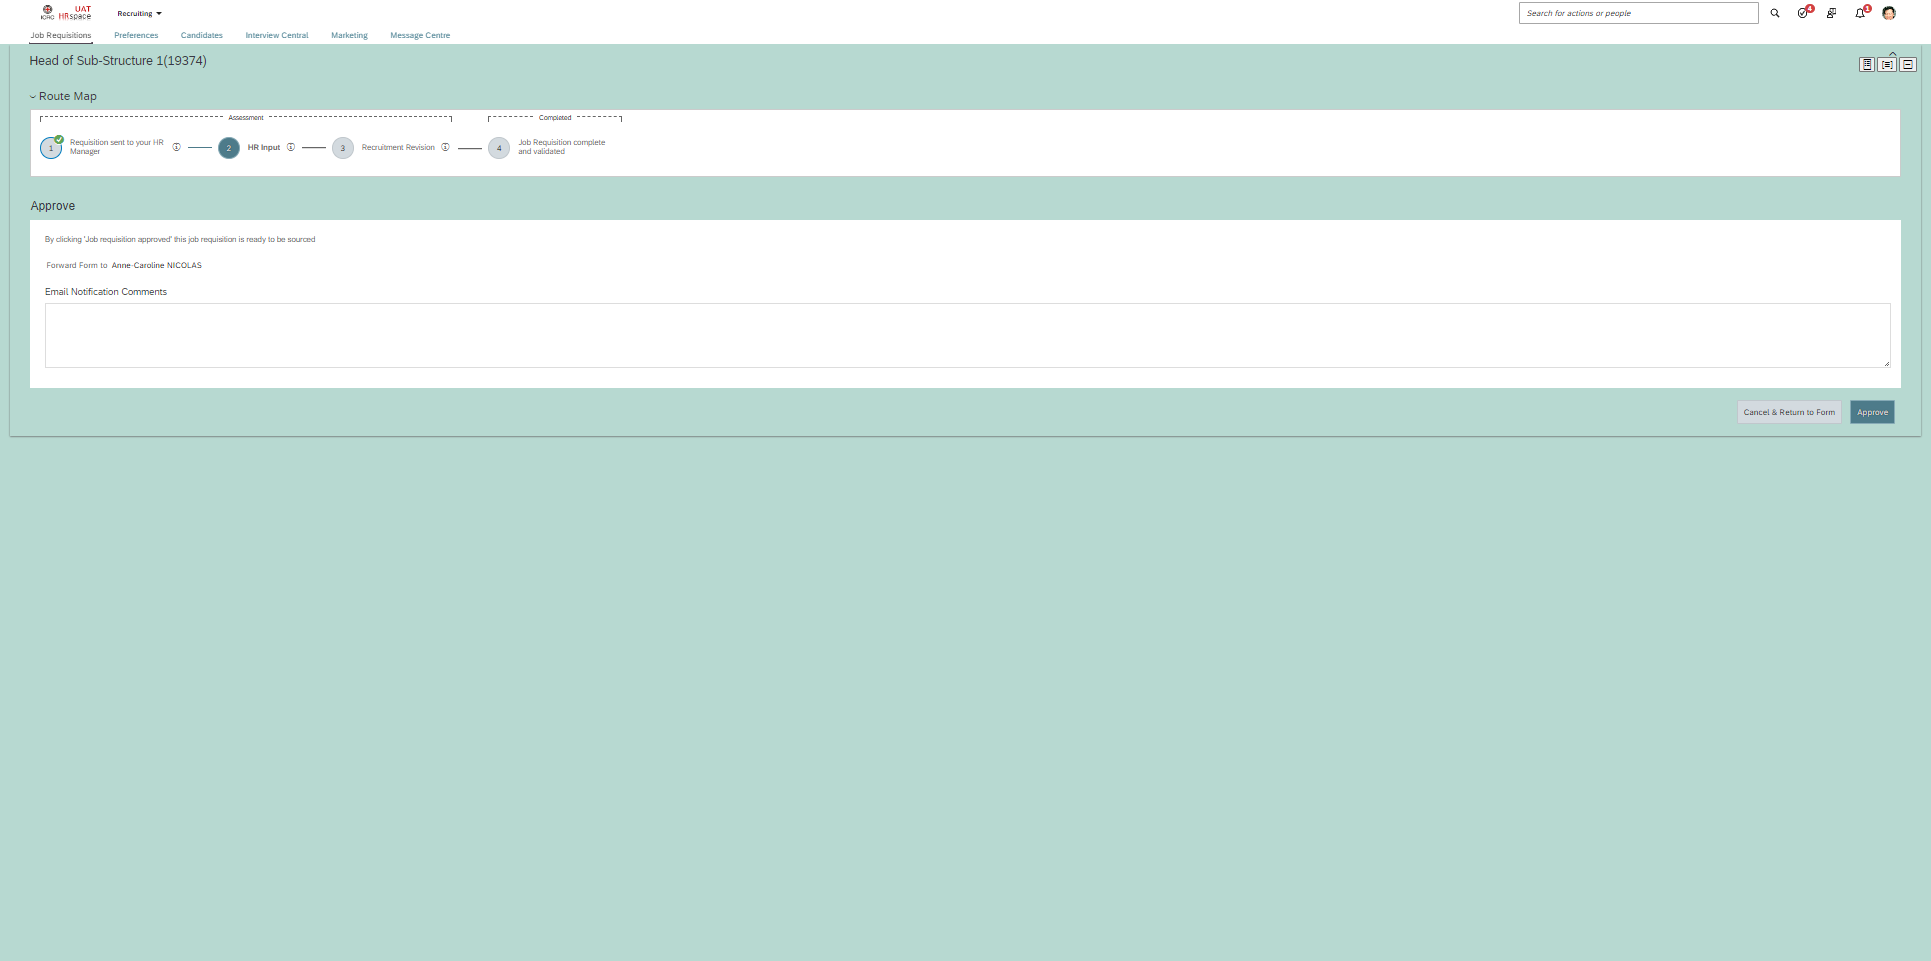 UAT
ICRC HRspace
Recruiting
Search for actions or people
4
1
Job Requisitions
Preferences
Candidates
Interview Central
Marketing
Message Centre
Head of Sub-Structure 1(19374)
Route Map
Assessment
Completed
1
Requisition sent to your HR
Manager
2
HR Input
3
Recruitment Revision
4
Job Requisition complete
and validated
Approve
By clicking 'Job requisition approved' this job requisition is ready to be sourced
Forward Form to Anne-Caroline NICOLAS
Email Notification Comments
Cancel & Return to Form
Approve